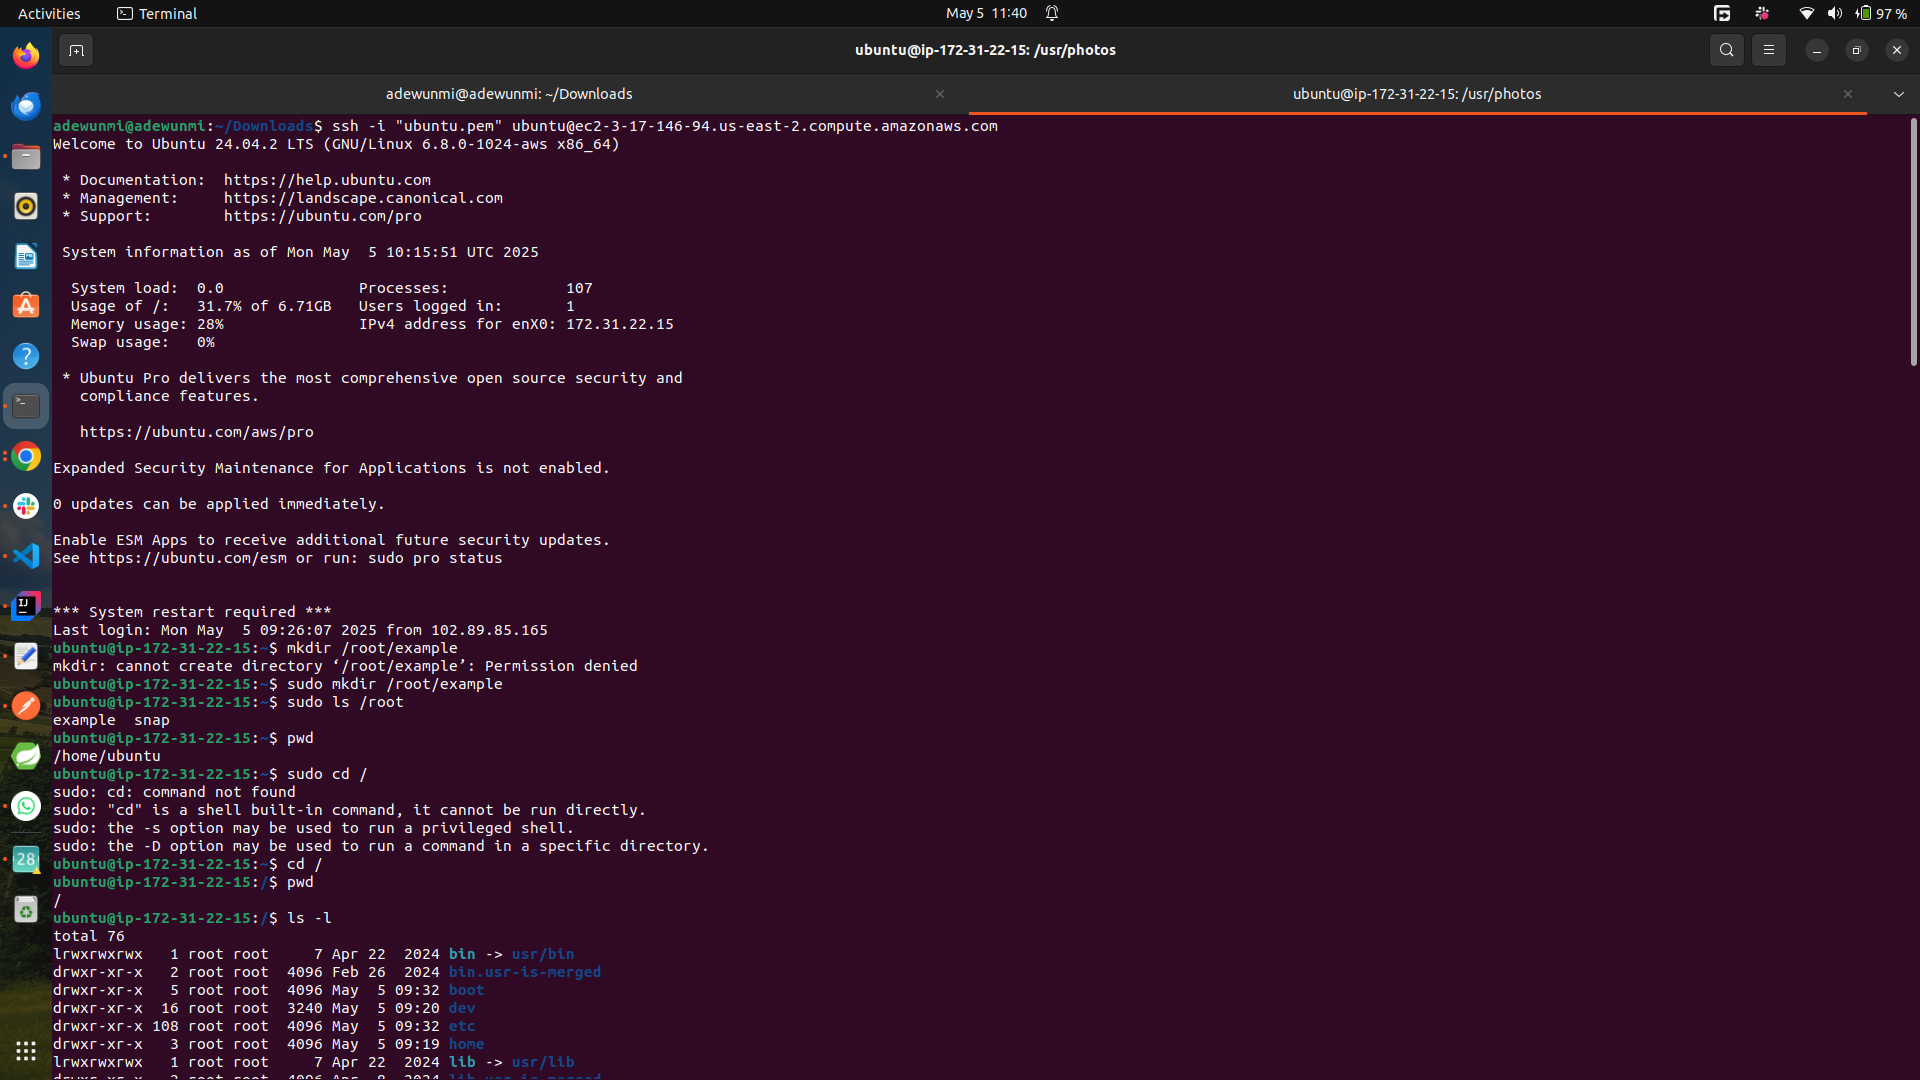 Activities Terminal May 5 11:40 97 %
ubuntu@ip-172-31-22-15: /usr/photos
adewunmi@adewunmi: ~/Downloads ubuntu@ip-172-31-22-15: /usr/photos
adewunmi@adewunmi:~/Downloads$ ssh -i "ubuntu.pem" ubuntu@ec2-3-17-146-94.us-east-2.compute.amazonaws.com
Welcome to Ubuntu 24.04.2 LTS (GNU/Linux 6.8.0-1024-aws x86_64)
* Documentation:  https://help.ubuntu.com
* Management:     https://landscape.canonical.com
* Support:        https://ubuntu.com/pro
System information as of Mon May  5 10:15:51 UTC 2025
System load:  0.0               Processes:             107
Usage of /:   31.7% of 6.71GB   Users logged in:       1
Memory usage: 28%               IPv4 address for enX0: 172.31.22.15
Swap usage:   0%
* Ubuntu Pro delivers the most comprehensive open source security and
compliance features.
https://ubuntu.com/aws/pro
Expanded Security Maintenance for Applications is not enabled.
0 updates can be applied immediately.
Enable ESM Apps to receive additional future security updates.
See https://ubuntu.com/esm or run: sudo pro status
*** System restart required ***
Last login: Mon May  5 09:26:07 2025 from 102.89.85.165
ubuntu@ip-172-31-22-15:~$ mkdir /root/example
mkdir: cannot create directory ‘/root/example’: Permission denied
ubuntu@ip-172-31-22-15:~$ sudo mkdir /root/example
ubuntu@ip-172-31-22-15:~$ sudo ls /root
example  snap
ubuntu@ip-172-31-22-15:~$ pwd
/home/ubuntu
ubuntu@ip-172-31-22-15:~$ sudo cd /
sudo: cd: command not found
sudo: "cd" is a shell built-in command, it cannot be run directly.
sudo: the -s option may be used to run a privileged shell.
sudo: the -D option may be used to run a command in a specific directory.
ubuntu@ip-172-31-22-15:~$ cd /
ubuntu@ip-172-31-22-15:/$ pwd
/
ubuntu@ip-172-31-22-15:/$ ls -l
total 76
lrwxrwxrwx   1 root root     7 Apr 22  2024 bin -> usr/bin
drwxr-xr-x   2 root root  4096 Feb 26  2024 bin.usr-is-merged
drwxr-xr-x   5 root root  4096 May  5 09:32 boot
drwxr-xr-x  16 root root  3240 May  5 09:20 dev
drwxr-xr-x 108 root root  4096 May  5 09:32 etc
drwxr-xr-x   3 root root  4096 May  5 09:19 home
lrwxrwxrwx   1 root root     7 Apr 22  2024 lib -> usr/lib
drwxr-xr-x   2 root root  4096 Apr  8  2024 lib.usr-is-merged